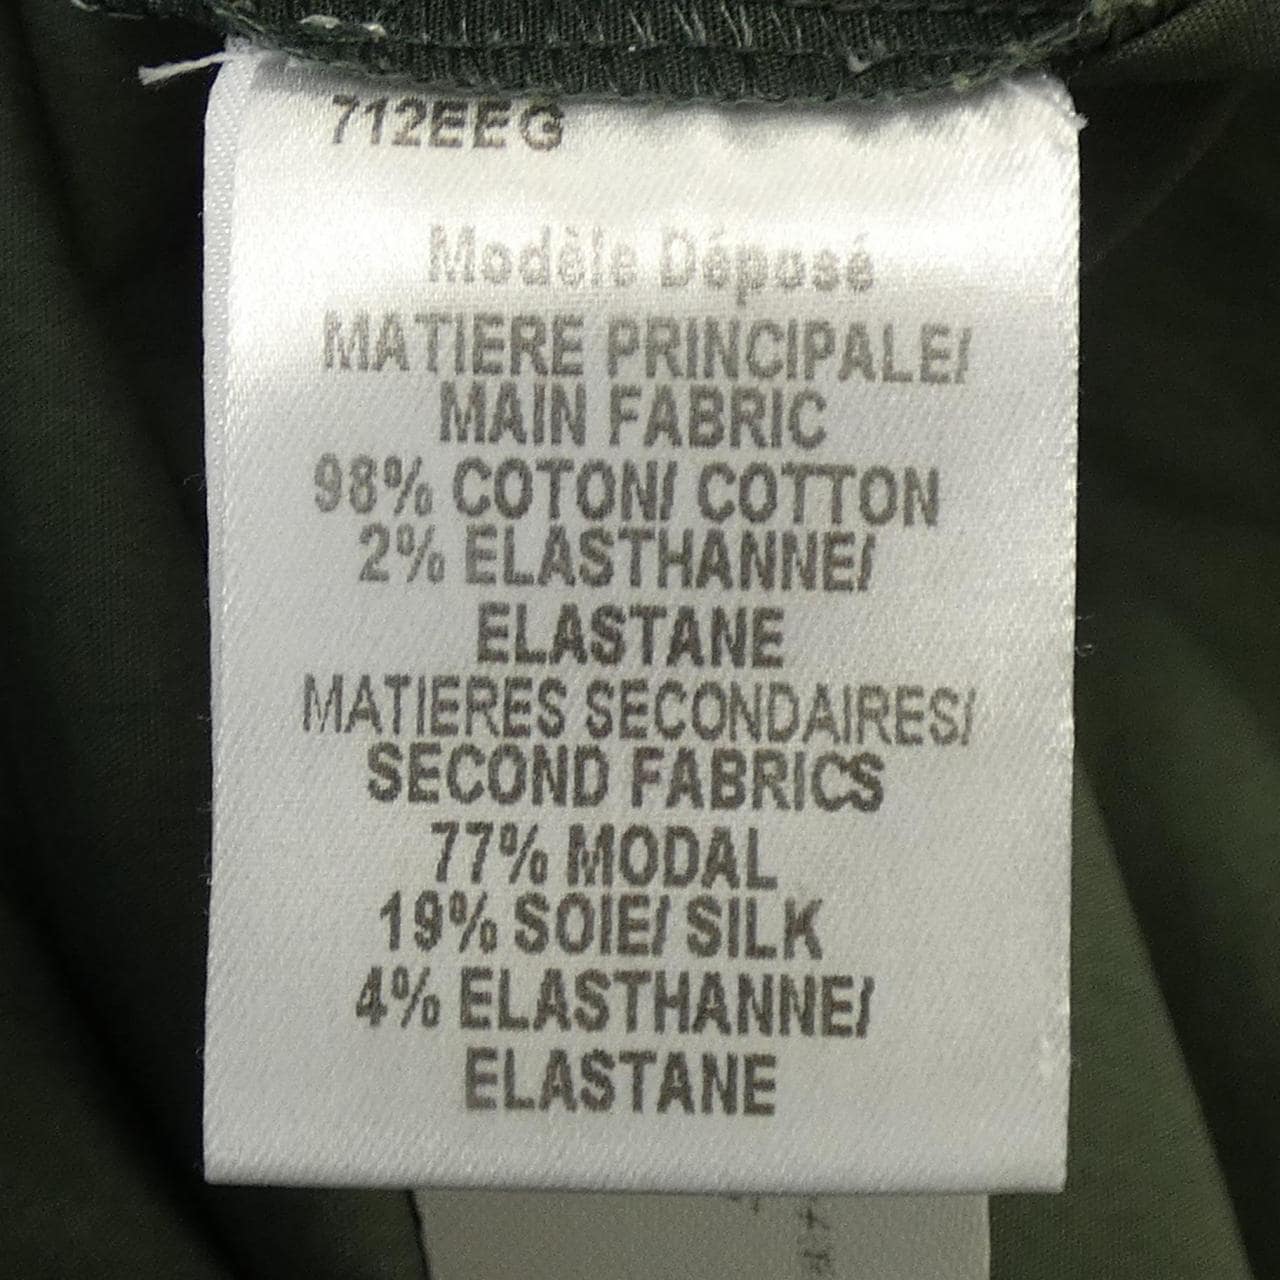 712EEG
Modèle Déposé
MATIERE PRINCIPALE/
MAIN FABRIC
98% COTON/ COTTON
2% ELASTHANNE/
ELASTANE
MATIERES SECONDAIRES/
SECOND FABRICS
77% MODAL
19% SOIE/ SILK
4% ELASTHANNE/
ELASTANE